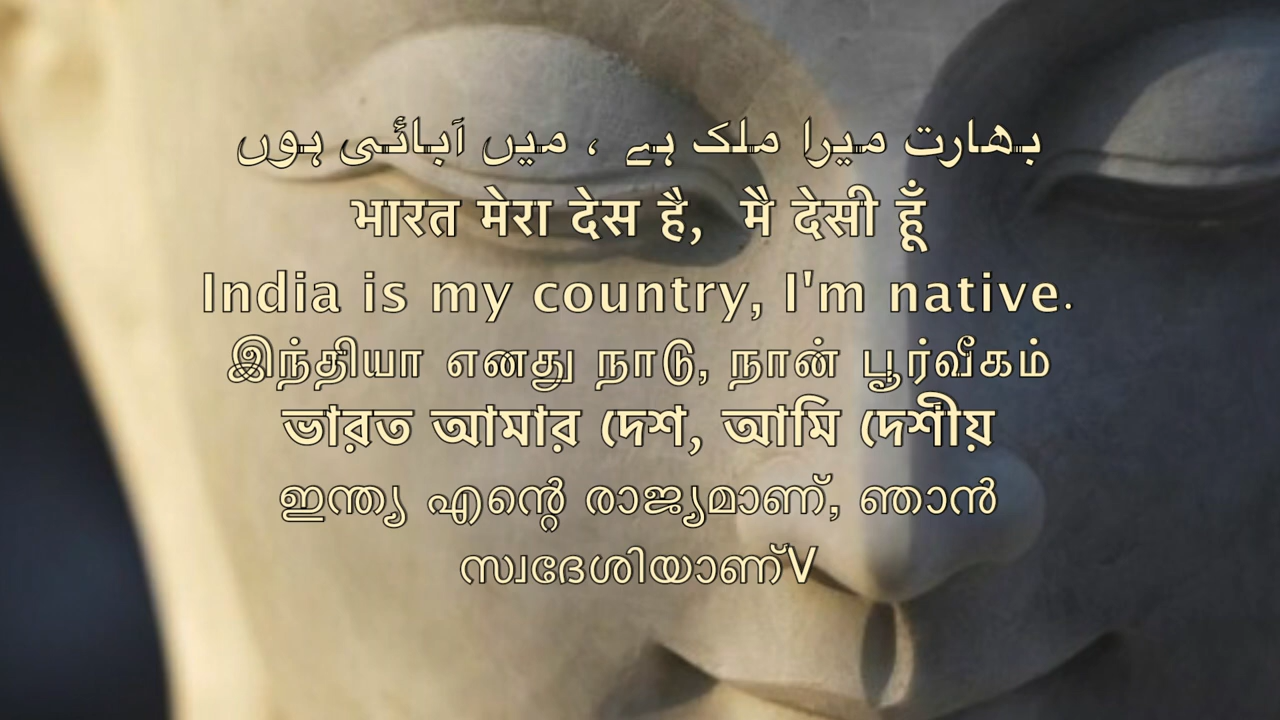 بھارت میرا ملک ہے ، میں آبائی ہوں
भारत मेरा देस है, मै देसी हूँ
India is my country, I'm native.
இந்தியா எனது நாடு, நான் பூர்வீகம்
ভারত আমার দেশ, আমি দেশীয়
ഇന്ത്യ എന്റെ രാജ്യമാണ്, ഞാൻ
സ്വദേശിയാണ്V